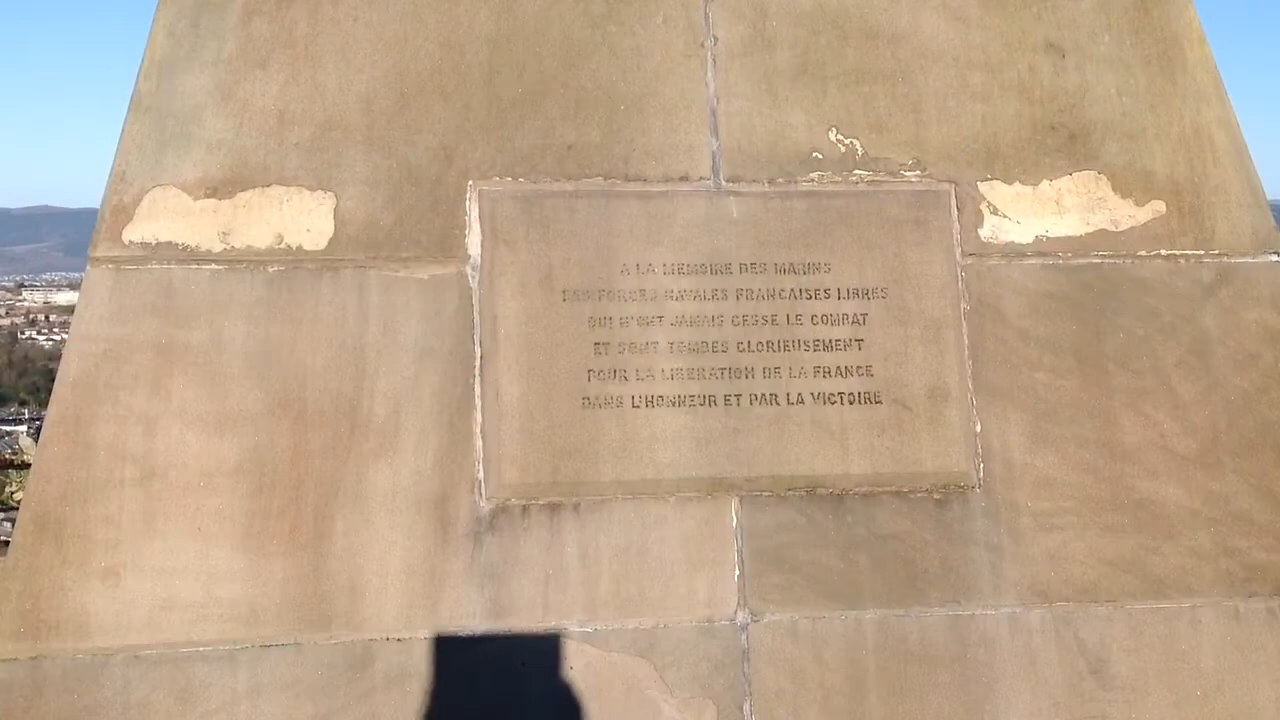 A LA MEMOIRE DES MARINS
DES FORCES NAVALES FRANCAISES LIBRES
QUI N'ONT JAMAIS CESSE LE COMBAT
ET SONT TOMBES GLORIEUSEMENT
POUR LA LIBERATION DE LA FRANCE
DANS L'HONNEUR ET PAR LA VICTOIRE